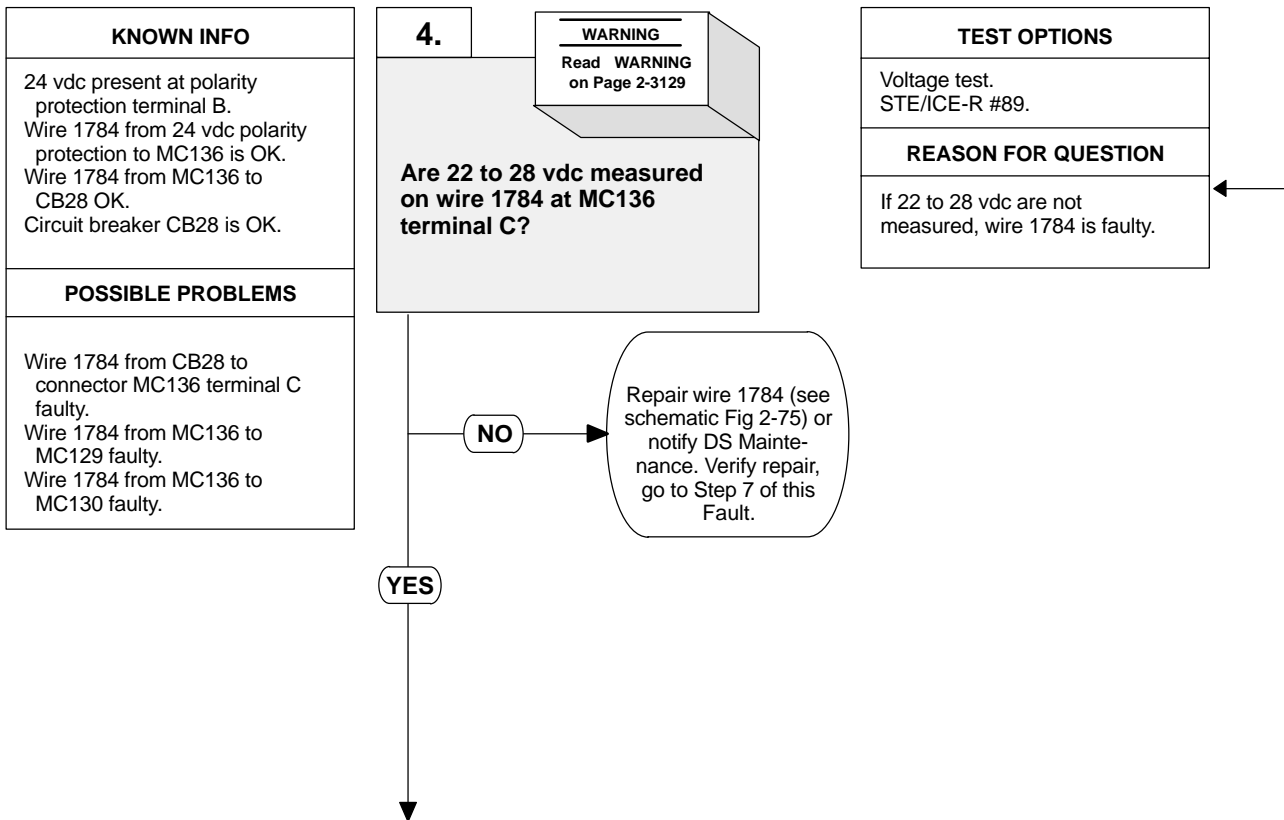 KNOWN INFO
24 vdc present at polarity
protection terminal B.
Wire 1784 from 24 vdc polarity
protection to MC136 is OK.
Wire 1784 from MC136 to
CB28 OK.
Circuit breaker CB28 is OK.
POSSIBLE PROBLEMS
Wire 1784 from CB28 to
connector MC136 terminal C
faulty.
Wire 1784 from MC136 to
MC129 faulty.
Wire 1784 from MC136 to
MC130 faulty.
4.
WARNING
Read WARNING
on Page 2-3129
Are 22 to 28 vdc measured
on wire 1784 at MC136
terminal C?
NO
Repair wire 1784 (see
schematic Fig 2-75) or
notify DS Mainte-
nance. Verify repair,
go to Step 7 of this
Fault.
YES
TEST OPTIONS
Voltage test.
STE/ICE-R #89.
REASON FOR QUESTION
If 22 to 28 vdc are not
measured, wire 1784 is faulty.